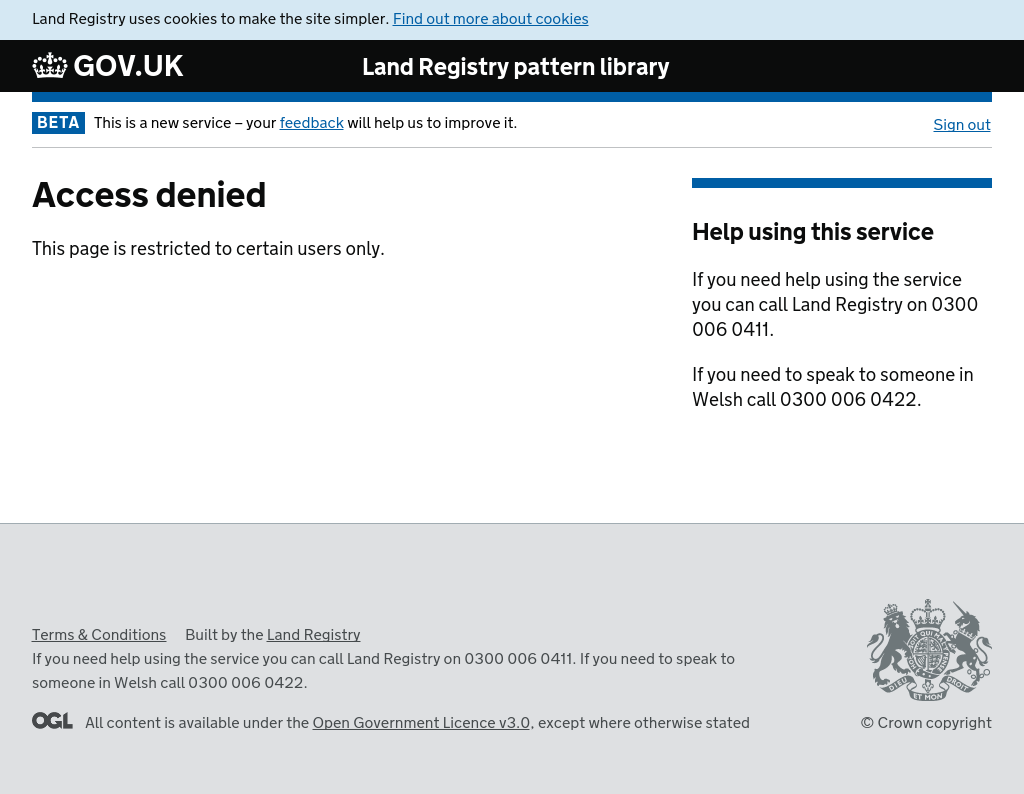 Land Registry uses cookies to make the site simpler. Find out more about cookies
GOV.UK
Land Registry pattern library
BETA This is a new service – your feedback will help us to improve it.
Sign out
Access denied
This page is restricted to certain users only.
Help using this service
If you need help using the service
you can call Land Registry on 0300
006 0411.
If you need to speak to someone in
Welsh call 0300 006 0422.
Terms & Conditions Built by the Land Registry
If you need help using the service you can call Land Registry on 0300 006 0411. If you need to speak to
someone in Welsh call 0300 006 0422.
OGL All content is available under the Open Government Licence v3.0, except where otherwise stated
DIEU ET MON DROIT
© Crown copyright